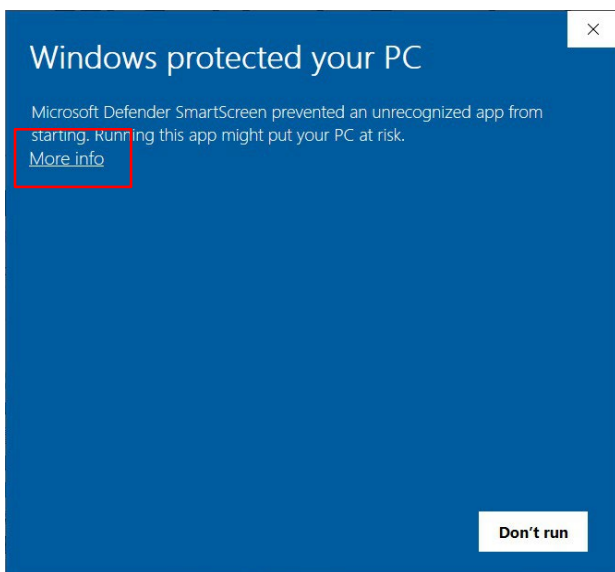 Windows protected your PC
Microsoft Defender SmartScreen prevented an unrecognized app from
starting. Running this app might put your PC at risk.
More info
Don't run